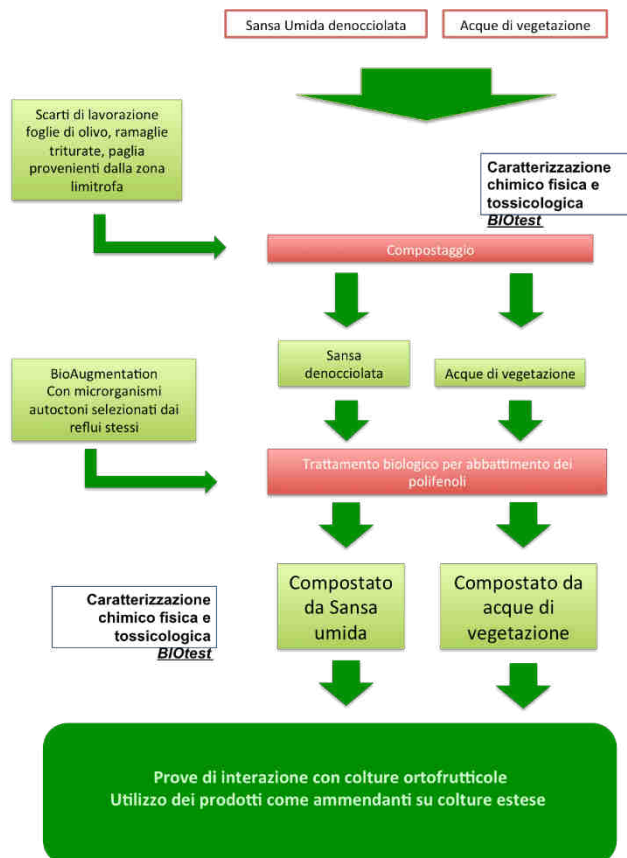 Sansa Umida denocciolata
Acque di vegetazione
Scarti di lavorazione
foglie di olivo, ramaglie
triturate, paglia
provenienti dalla zona
limitrofa
Caratterizzazione
chimico fisica e
tossicologica
BIOtest
Compostaggio
Sansa
denocciolata
Acque di vegetazione
BioAugmentation
Con microrganismi
autoctoni selezionati dai
reflui stessi
Trattamento biologico per abbattimento dei
polifenoli
Compostato
da Sansa
umida
Compostato da
acque di
vegetazione
Caratterizzazione
chimico fisica e
tossicologica
BIOtest
Prove di interazione con colture ortofrutticole
Utilizzo dei prodotti come ammendanti su colture estese